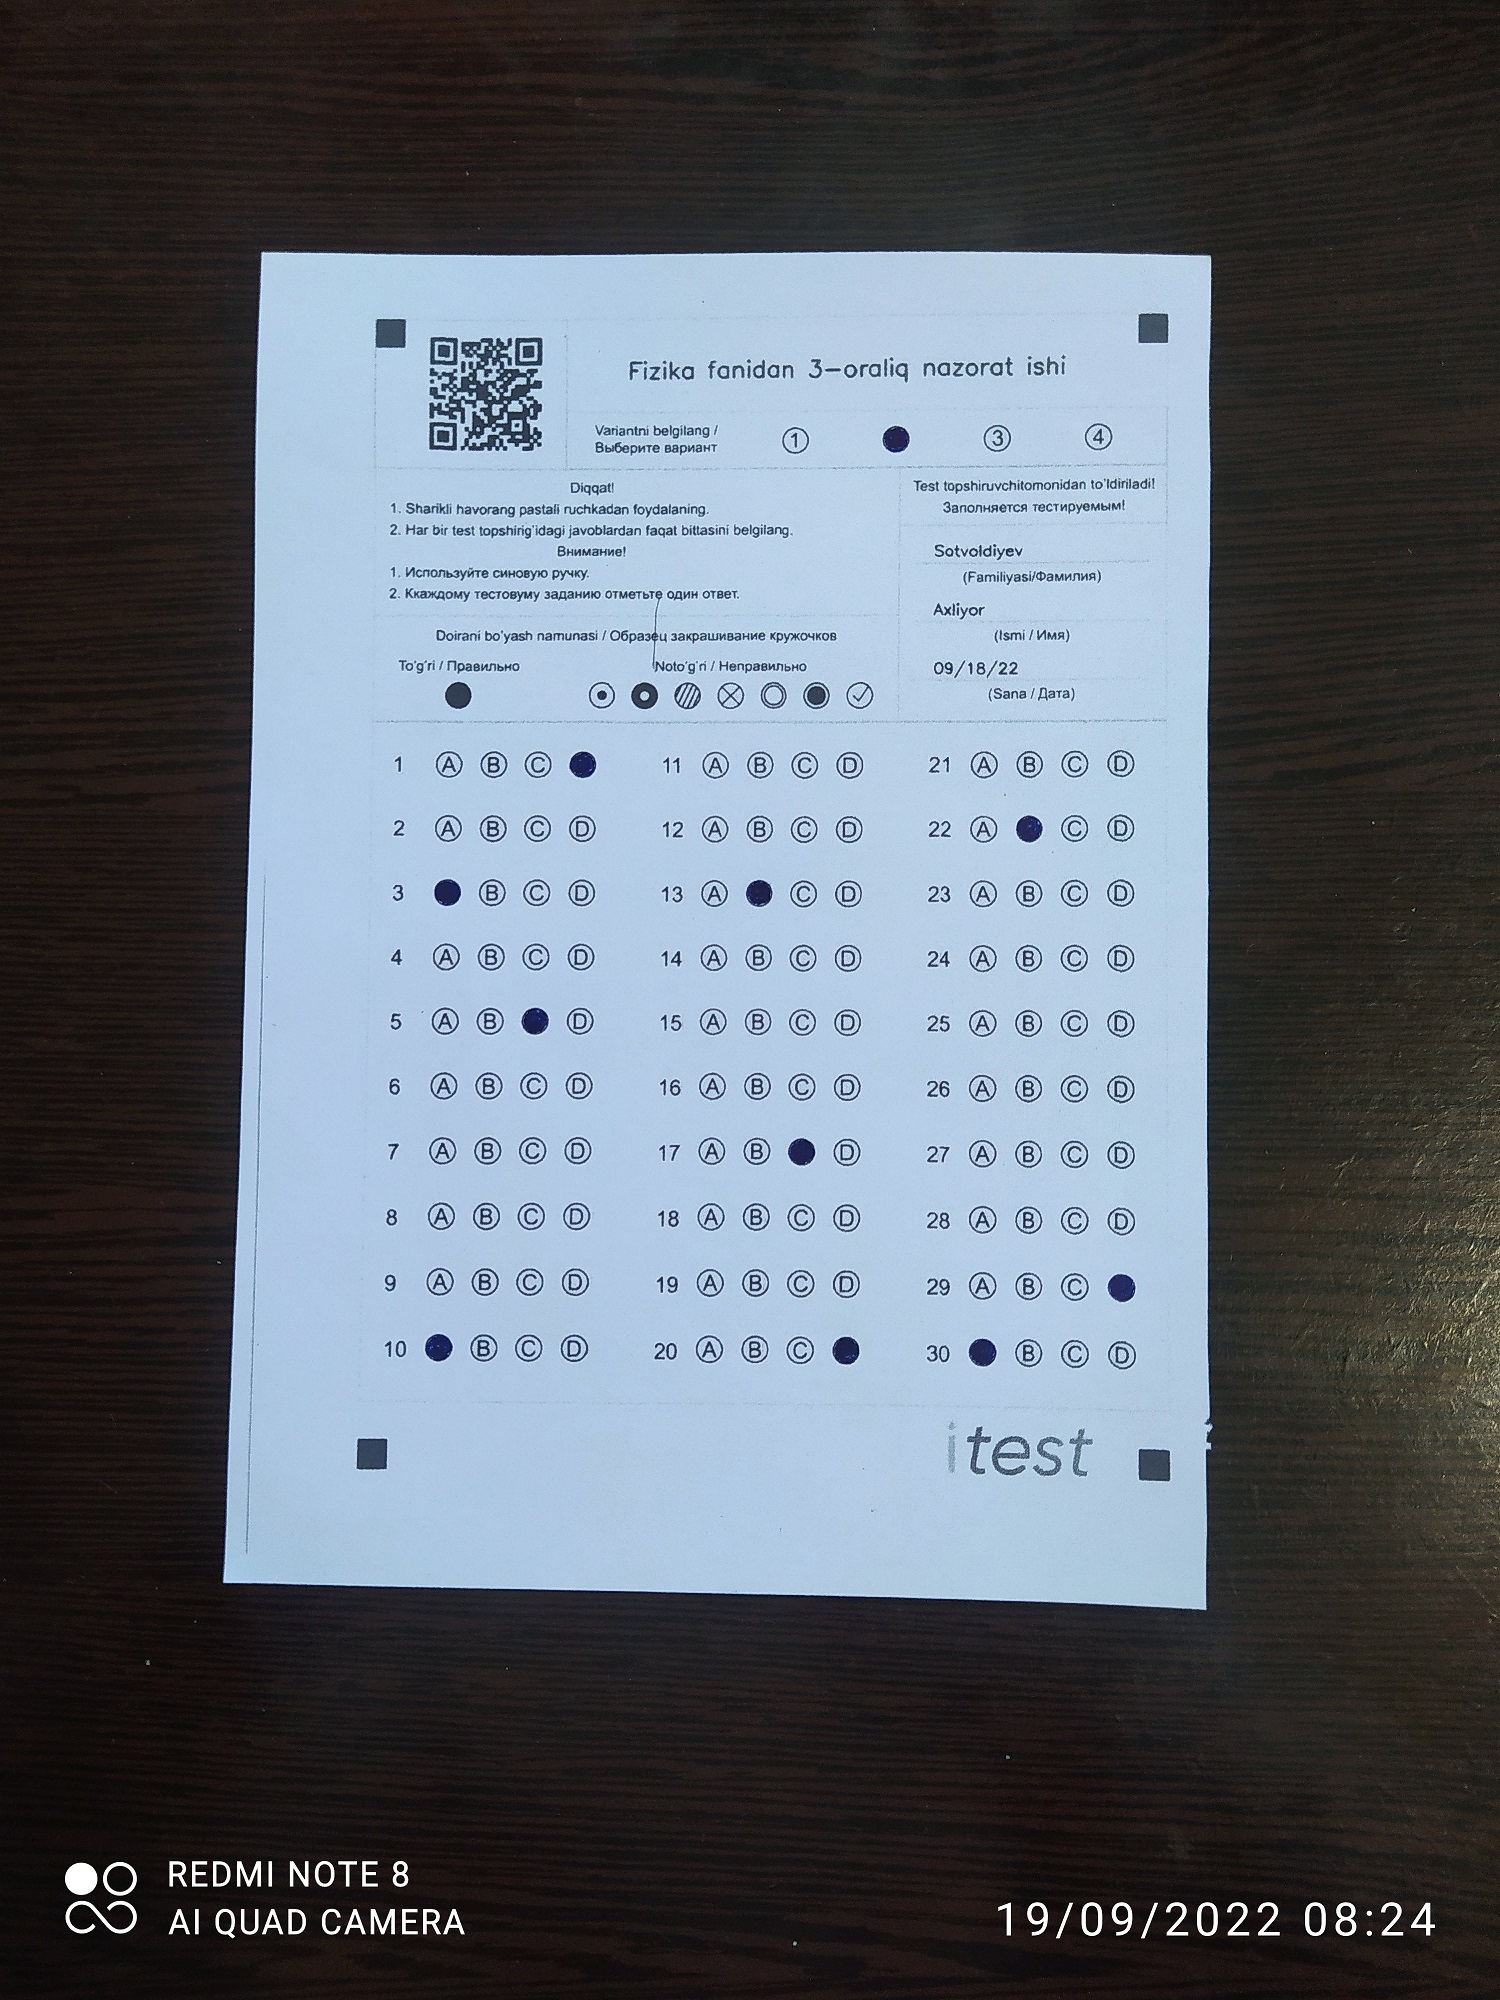 Fizika fanidan 3-oraliq nazorat ishi
Variantni belgilang /
Выберите вариант
1 3 4
Diqqat!
1. Sharikli havorang pastali ruchkadan foydalaning.
2. Har bir test topshirig'idagi javoblardan faqat bittasini belgilang.
Внимание!
1. Используйте синовую ручку.
2. Ккаждому тестовуму заданию отметьте один ответ.
Test topshiruvchitomonidan to'ldiriladi!
Заполняется тестируемым!
Sotvoldiyev
(Familiyasi/Фамилия)
Axliyor
(Ismi / Имя)
09/18/22
(Sana / Дата)
Doirani bo'yash namunasi / Образец закрашивание кружочков
To'g'ri / Правильно
Noto'g'ri / Неправильно
1 A B C
2 A B C D
3 B C D
4 A B C D
5 A B D
6 A B C D
7 A B C D
8 A B C D
9 A B C D
10 B C D
11 A B C D
12 A B C D
13 A C D
14 A B C D
15 A B C D
16 A B C D
17 A B D
18 A B C D
19 A B C D
20 A B C
21 A B C D
22 A C D
23 A B C D
24 A B C D
25 A B C D
26 A B C D
27 A B C D
28 A B C D
29 A B C
30 B C D
itest
REDMI NOTE 8
AI QUAD CAMERA
19/09/2022 08:24